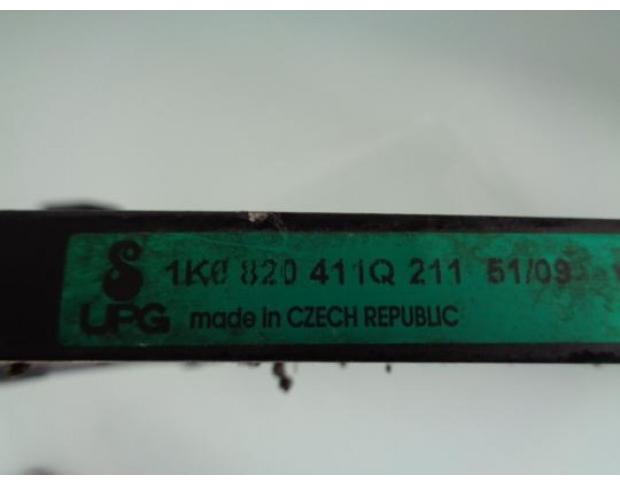 1K0 820 411Q 211 51/09
UPG made in CZECH REPUBLIC